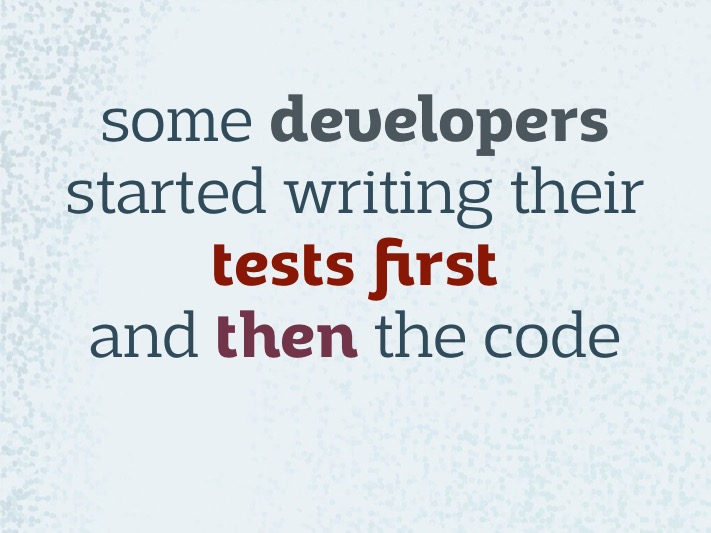 some developers
started writing their
tests first
and then the code